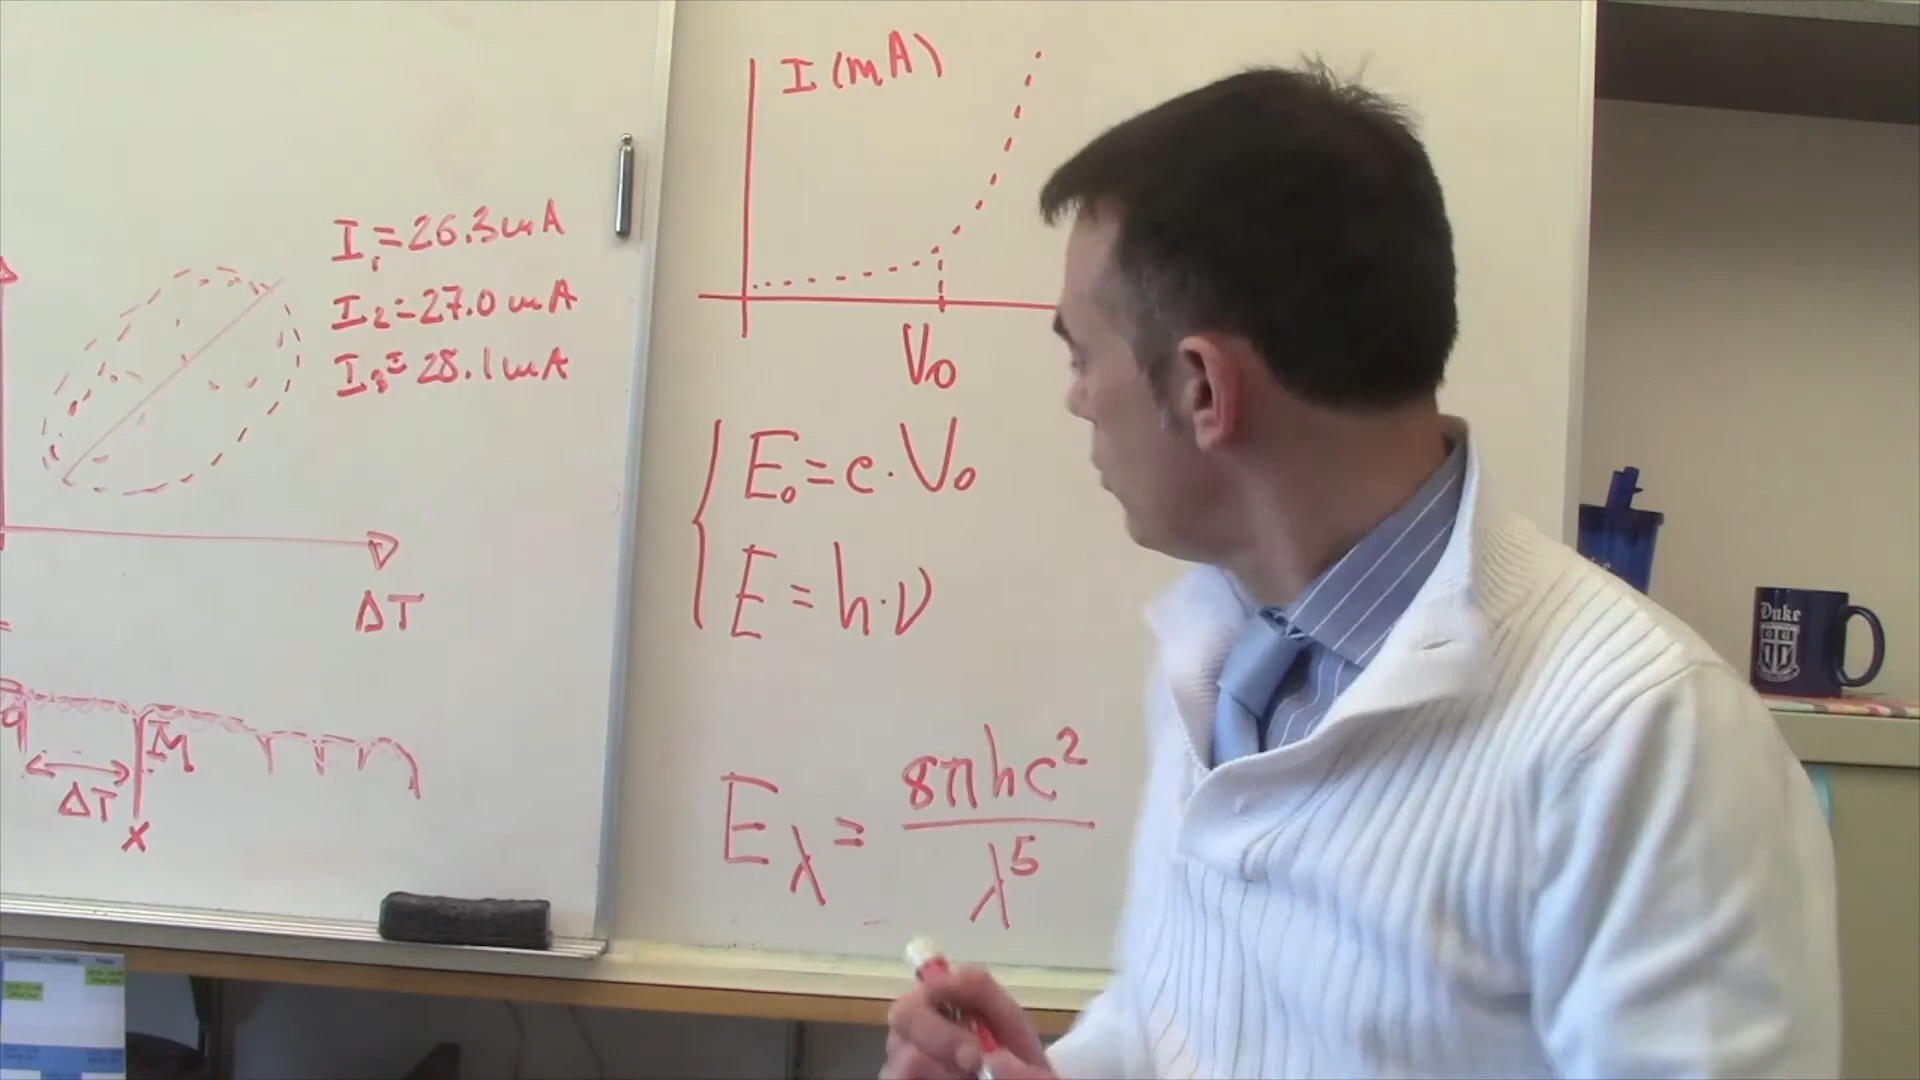 I₁ = 26.3 mA
I₂ = 27.0 mA
I₃ = 28.1 mA
ΔT
M
ΔT
X
I (mA)
V₀
E₀ = e · V₀
E = h · ν
E_λ = 8πhc² / λ⁵
Duke